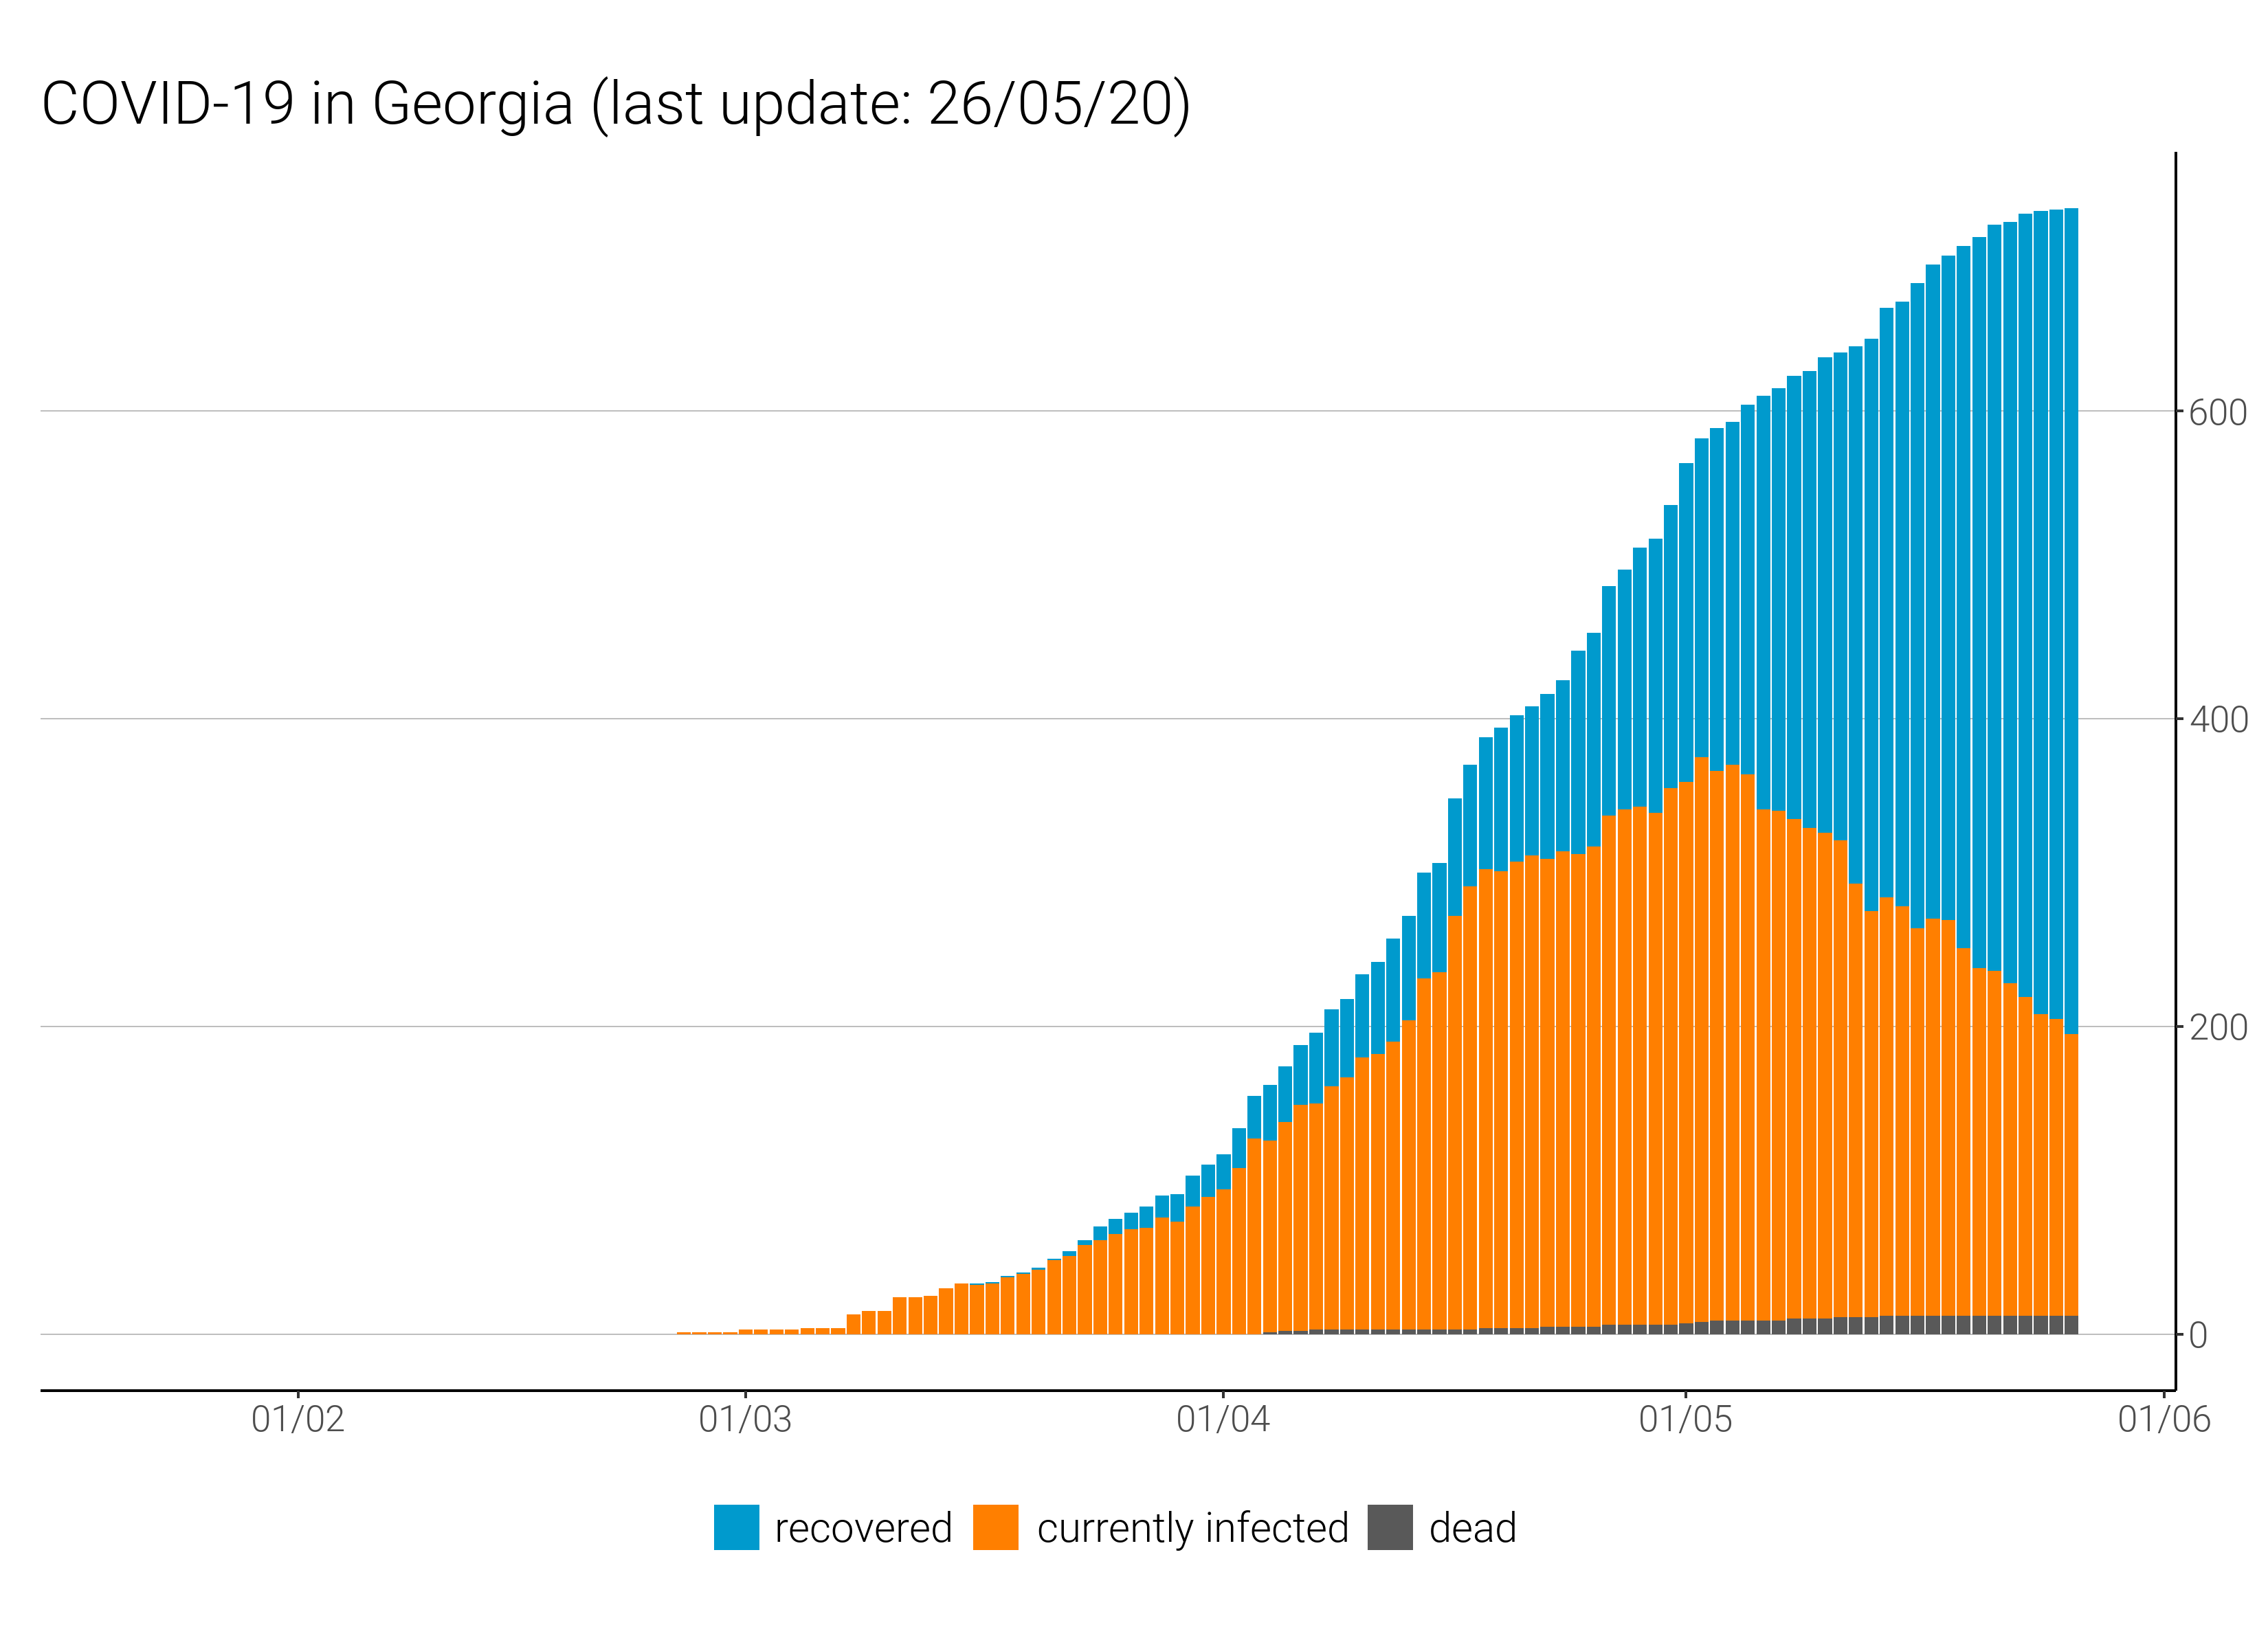 COVID-19 in Georgia (last update: 26/05/20)
600
400
200
0
01/02 01/03 01/04 01/05 01/06
recovered currently infected dead